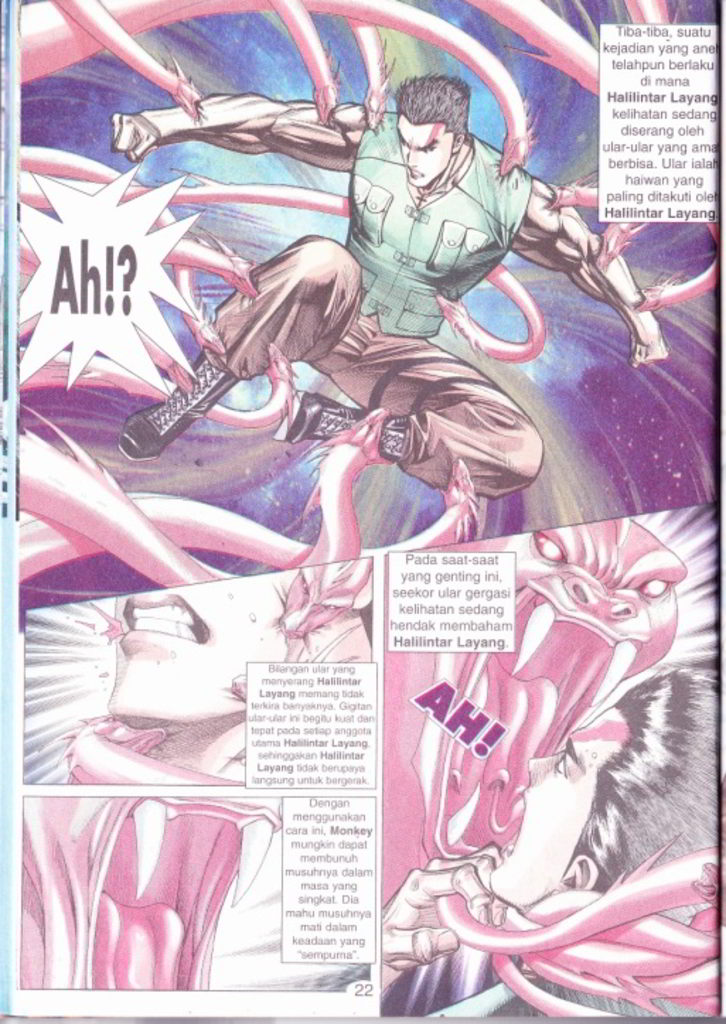 Tiba-tiba, suatu
kejadian yang
telahpun berlaku
di mana
Halilintar Layang
kelihatan sedang
diserang oleh
ular-ular yang
berbisa. Ular ialah
haiwan yang
paling ditakuti
Halilintar Layang.
Ah!?
Pada saat-saat
yang genting ini,
seekor ular gergasi
kelihatan sedang
hendak membaham
Halilintar Layang.
Bilangan ular yang
menyerang Halilintar
Layang memang tidak
terkira banyaknya. Gigitan
ular-ular ini begitu kuat dan
tepat pada setiap anggota
utama Halilintar Layang,
sehinggakan Halilintar
Layang tidak berupaya
langsung untuk bergerak.
AH!
Dengan
menggunakan
cara ini, Monkey
mungkin dapat
membunuh
musuhnya dalam
masa yang
singkat. Dia
mahu musuhnya
mati dalam
keadaan yang
"sempurna".
22